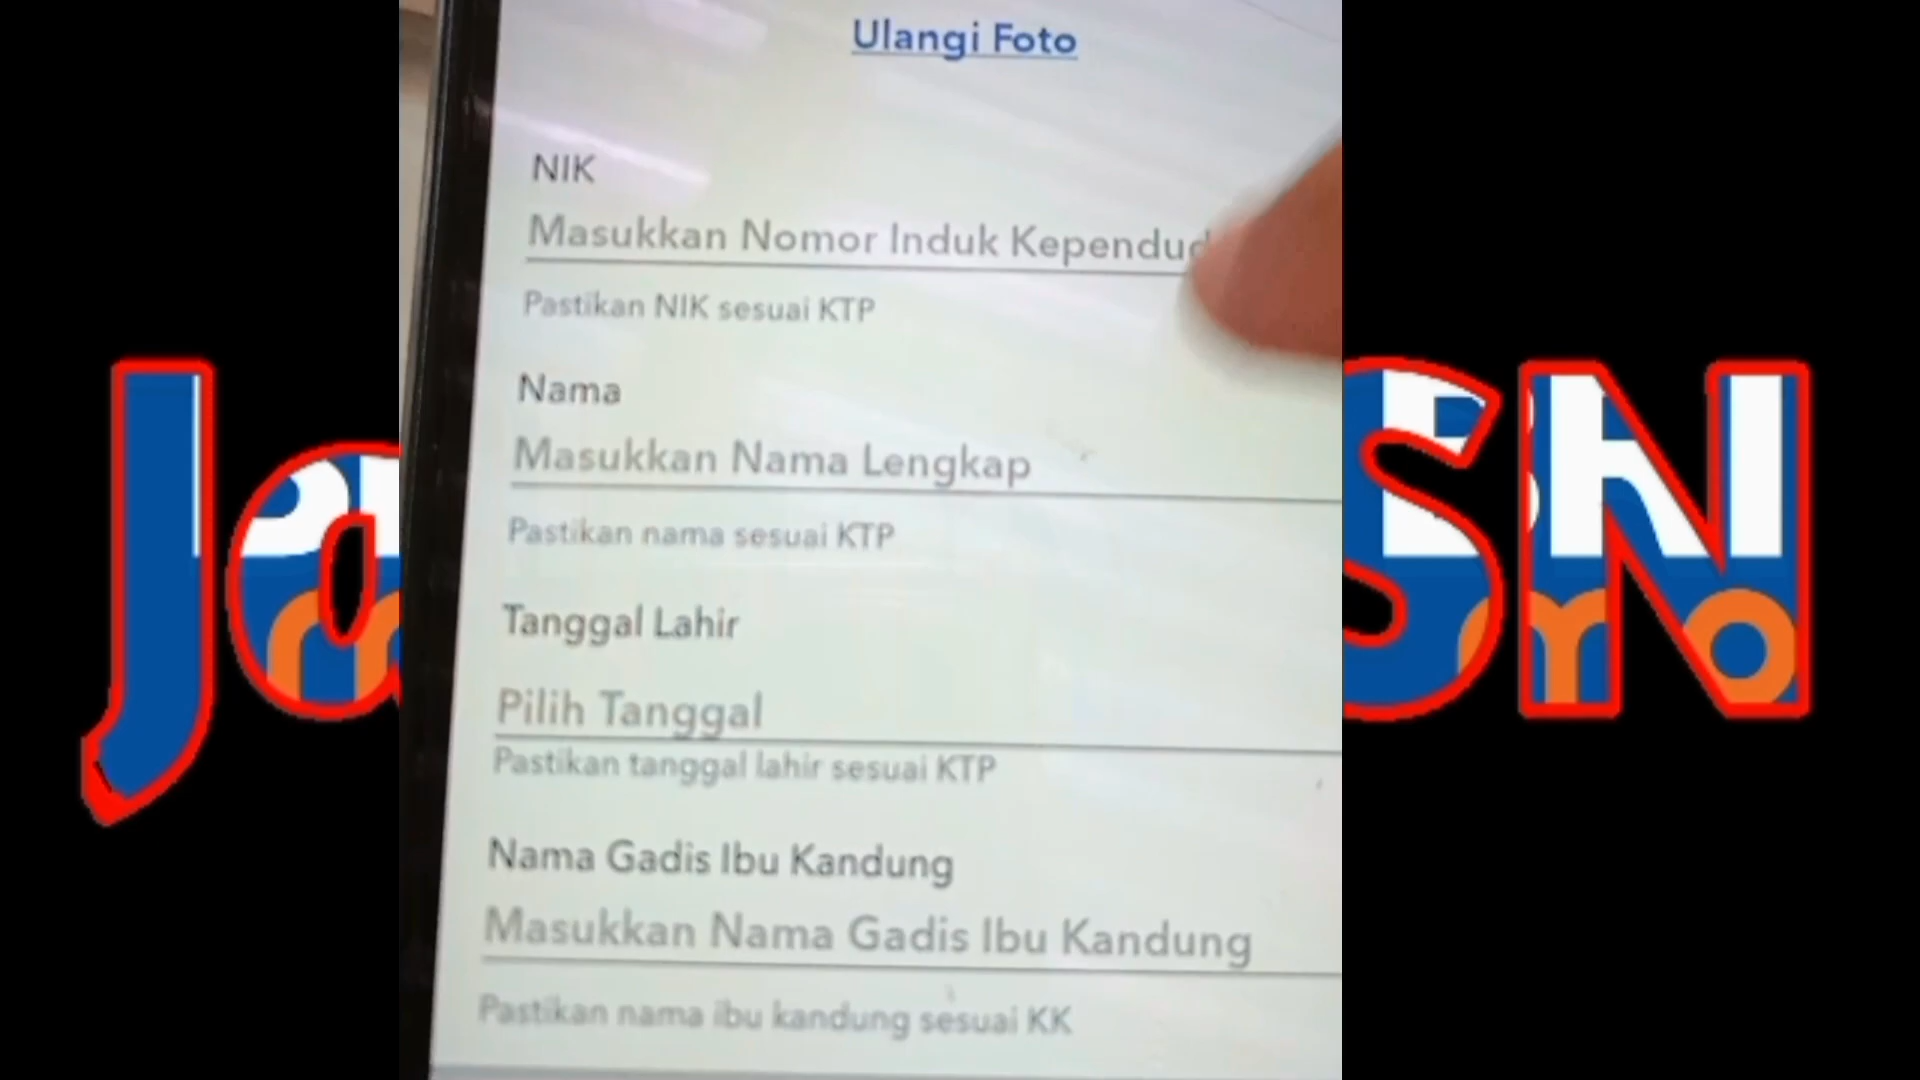 Ulangi Foto
NIK
Masukkan Nomor Induk Kepend
Pastikan NIK sesuai KTP
Nama
Masukkan Nama Lengkap
Pastikan nama sesuai KTP
Tanggal Lahir
Pilih Tanggal
Pastikan tanggal lahir sesuai KTP
Nama Gadis Ibu Kandung
Masukkan Nama Gadis Ibu Kandung
Pastikan nama ibu kandung sesuai KK
J
SN